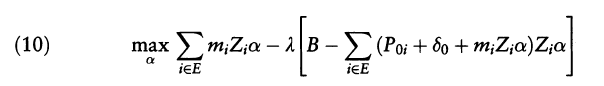 (10) max_α ∑_{i∈E} m_i Z_i α − λ[B − ∑_{i∈E} (P_{0i} + δ_0 + m_i Z_i α) Z_i α]